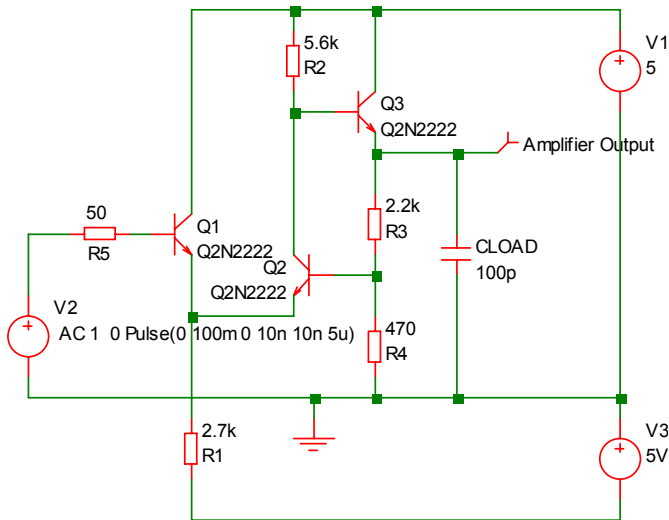 5.6k
R2
V1
5
Q3
Q2N2222
Amplifier Output
50
R5
Q1
Q2N2222
2.2k
R3
Q2
Q2N2222
CLOAD
100p
V2
AC 1 0 Pulse(0 100m 0 10n 10n 5u)
470
R4
2.7k
R1
V3
5V